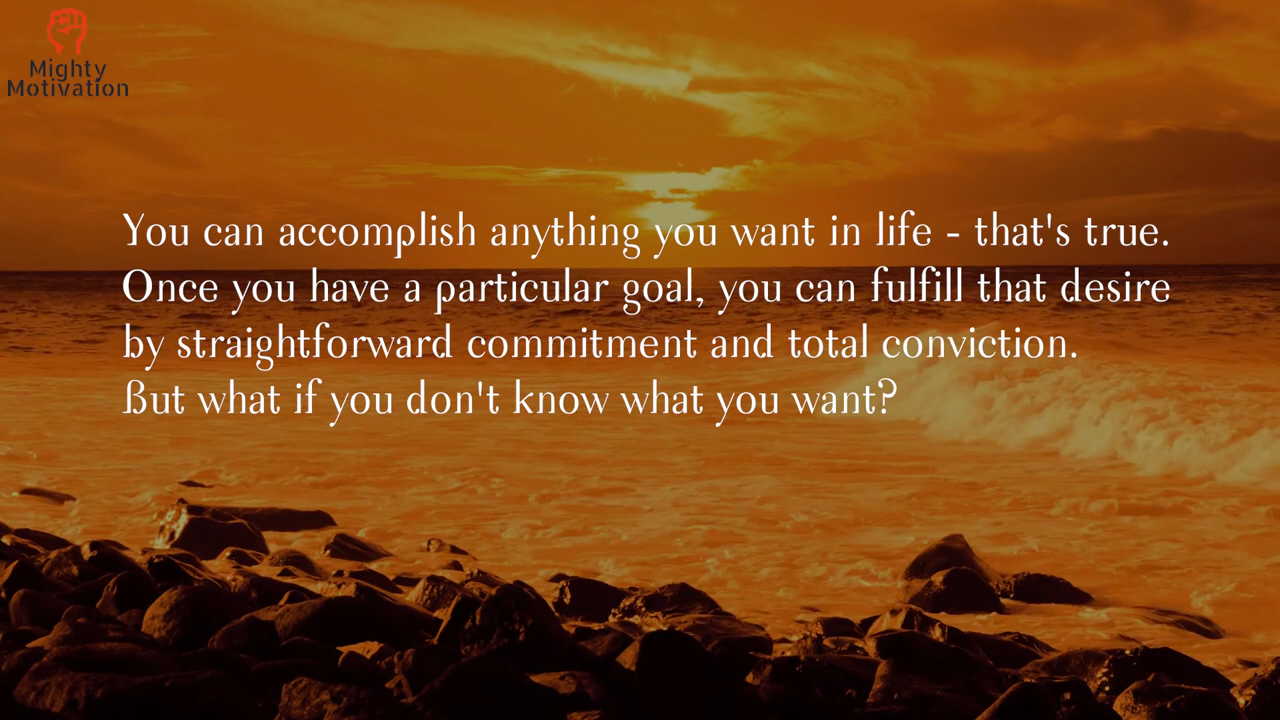 Mighty
Motivation
You can accomplish anything you want in life - that's true.
Once you have a particular goal, you can fulfill that desire
by straightforward commitment and total conviction.
But what if you don't know what you want?